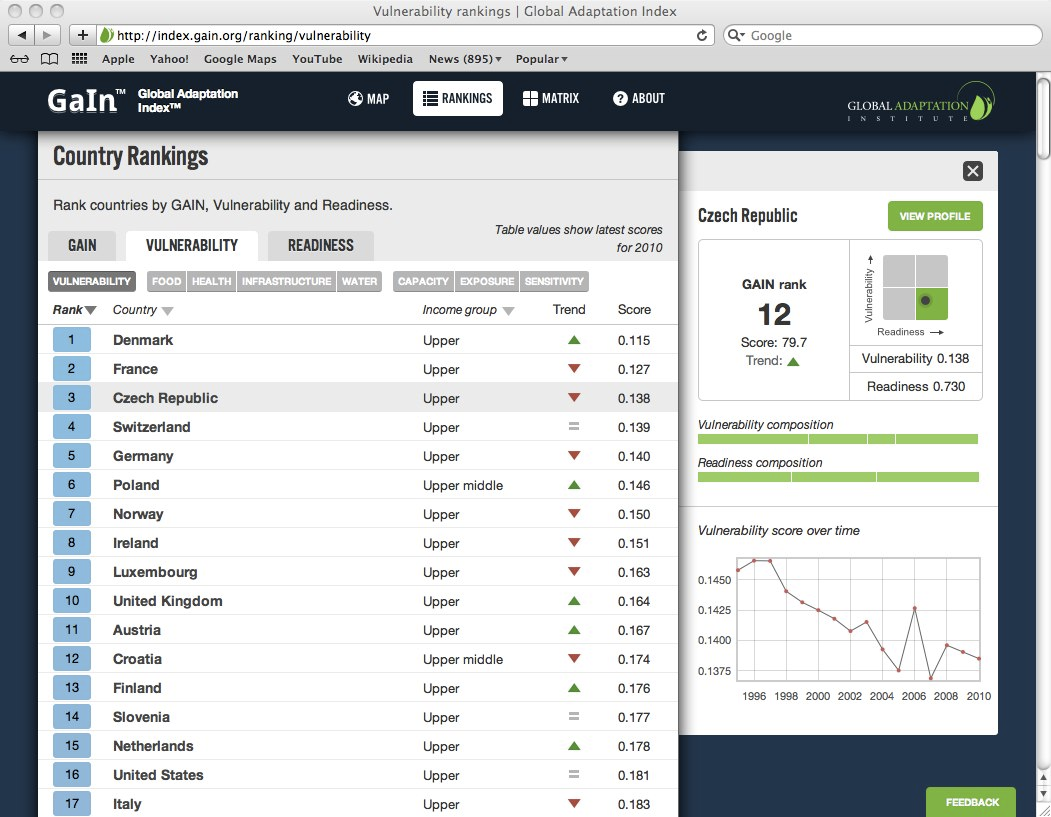 Vulnerability rankings | Global Adaptation Index
http://index.gain.org/ranking/vulnerability
Google
Apple Yahoo! Google Maps YouTube Wikipedia News (895) Popular
GaIn™ Global Adaptation Index™
MAP RANKINGS MATRIX ABOUT
GLOBAL ADAPTATION
INSTITUTE
Country Rankings
Rank countries by GAIN, Vulnerability and Readiness.
GAIN VULNERABILITY READINESS
Table values show latest scores
for 2010
VULNERABILITY FOOD HEALTH INFRASTRUCTURE WATER CAPACITY EXPOSURE SENSITIVITY
Rank Country Income group Trend Score
1 Denmark Upper 0.115
2 France Upper 0.127
3 Czech Republic Upper 0.138
4 Switzerland Upper = 0.139
5 Germany Upper 0.140
6 Poland Upper middle 0.146
7 Norway Upper 0.150
8 Ireland Upper 0.151
9 Luxembourg Upper 0.163
10 United Kingdom Upper 0.164
11 Austria Upper 0.167
12 Croatia Upper middle 0.174
13 Finland Upper 0.176
14 Slovenia Upper = 0.177
15 Netherlands Upper 0.178
16 United States Upper = 0.181
17 Italy Upper 0.183
Czech Republic
VIEW PROFILE
GAIN rank
12
Score: 79.7
Trend:
Vulnerability
Readiness
Vulnerability 0.138
Readiness 0.730
Vulnerability composition
Readiness composition
Vulnerability score over time
0.1450
0.1425
0.1400
0.1375
1996 1998 2000 2002 2004 2006 2008 2010
FEEDBACK